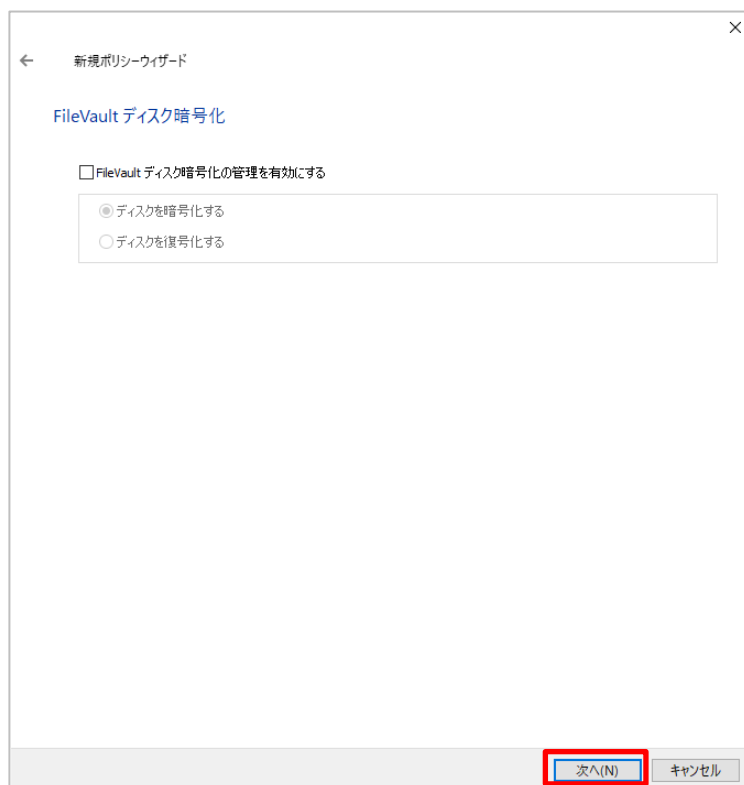 新規ポリシーウィザード
FileVault ディスク暗号化
FileVault ディスク暗号化の管理を有効にする
ディスクを暗号化する
ディスクを復号化する
次へ(N)
キャンセル